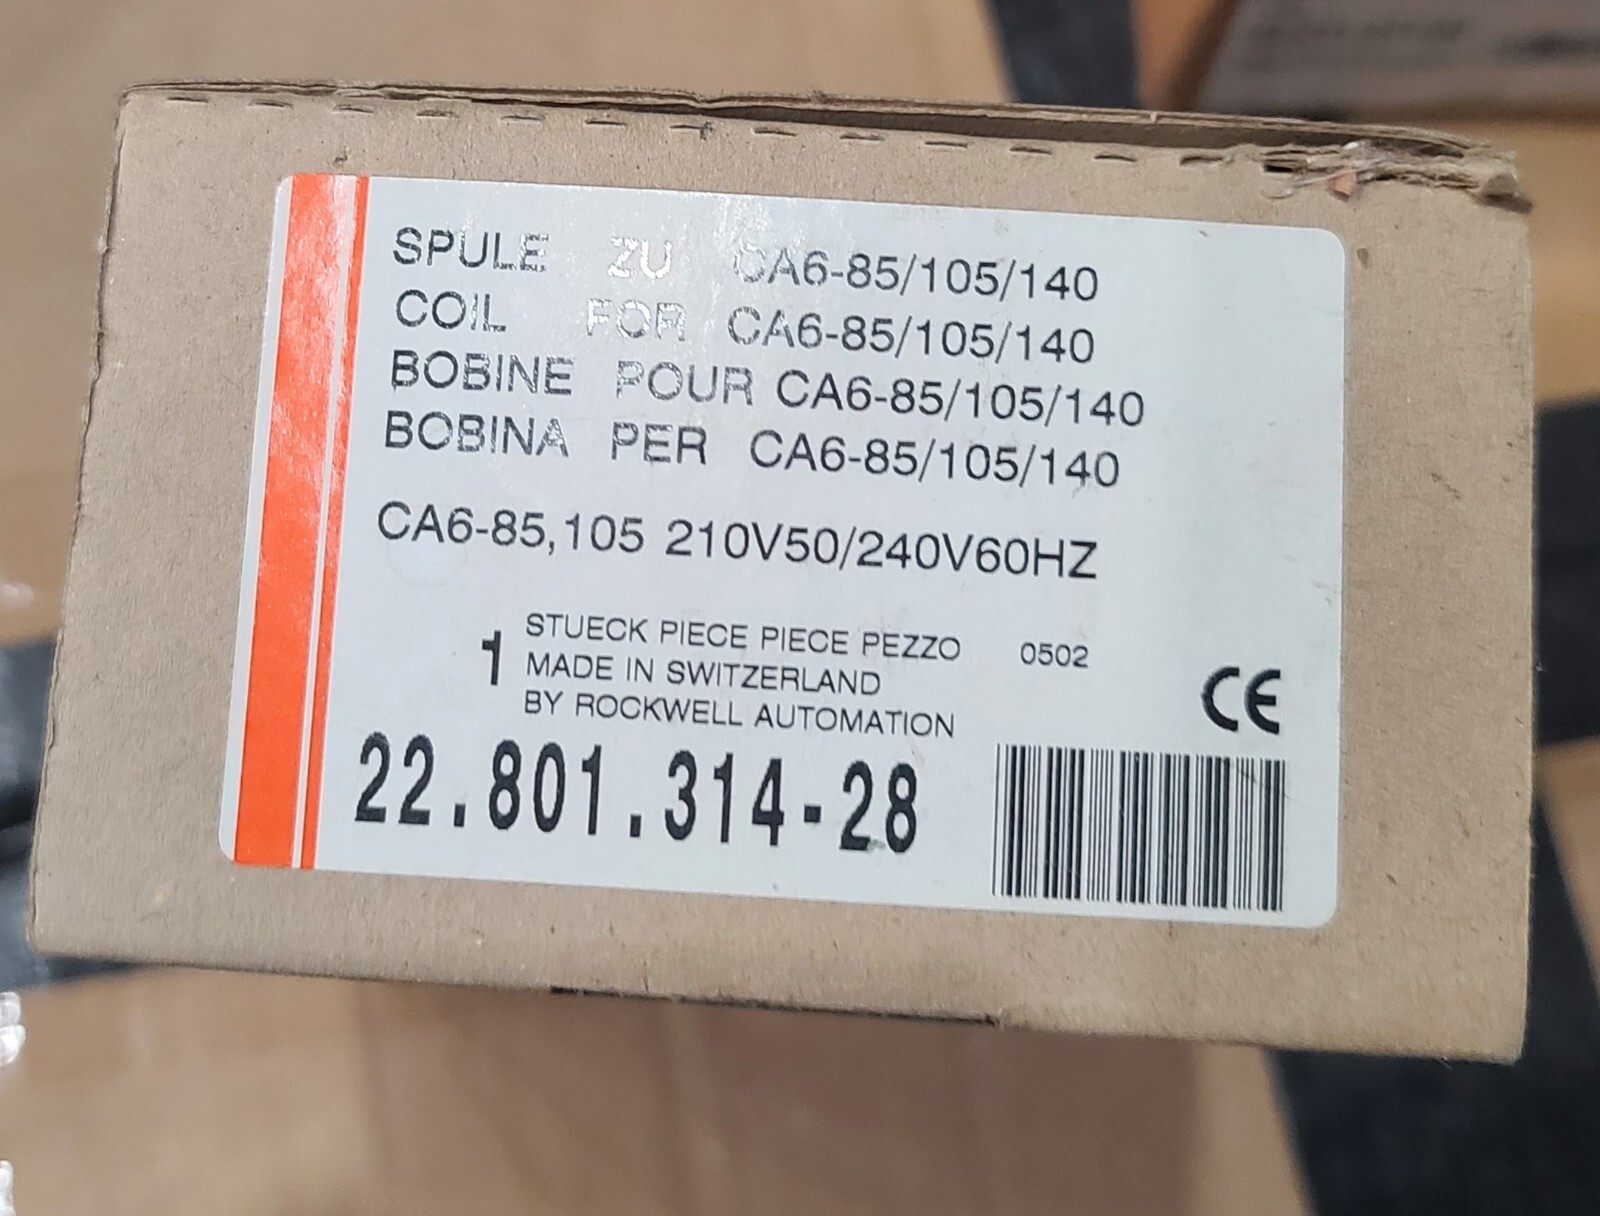 SPULE ZU CA6-85/105/140
COIL FOR CA6-85/105/140
BOBINE POUR CA6-85/105/140
BOBINA PER CA6-85/105/140
CA6-85,105 210V50/240V60HZ
1 STUECK PIECE PIECE PEZZO 0502
MADE IN SWITZERLAND
BY ROCKWELL AUTOMATION
CE
22.801.314-28